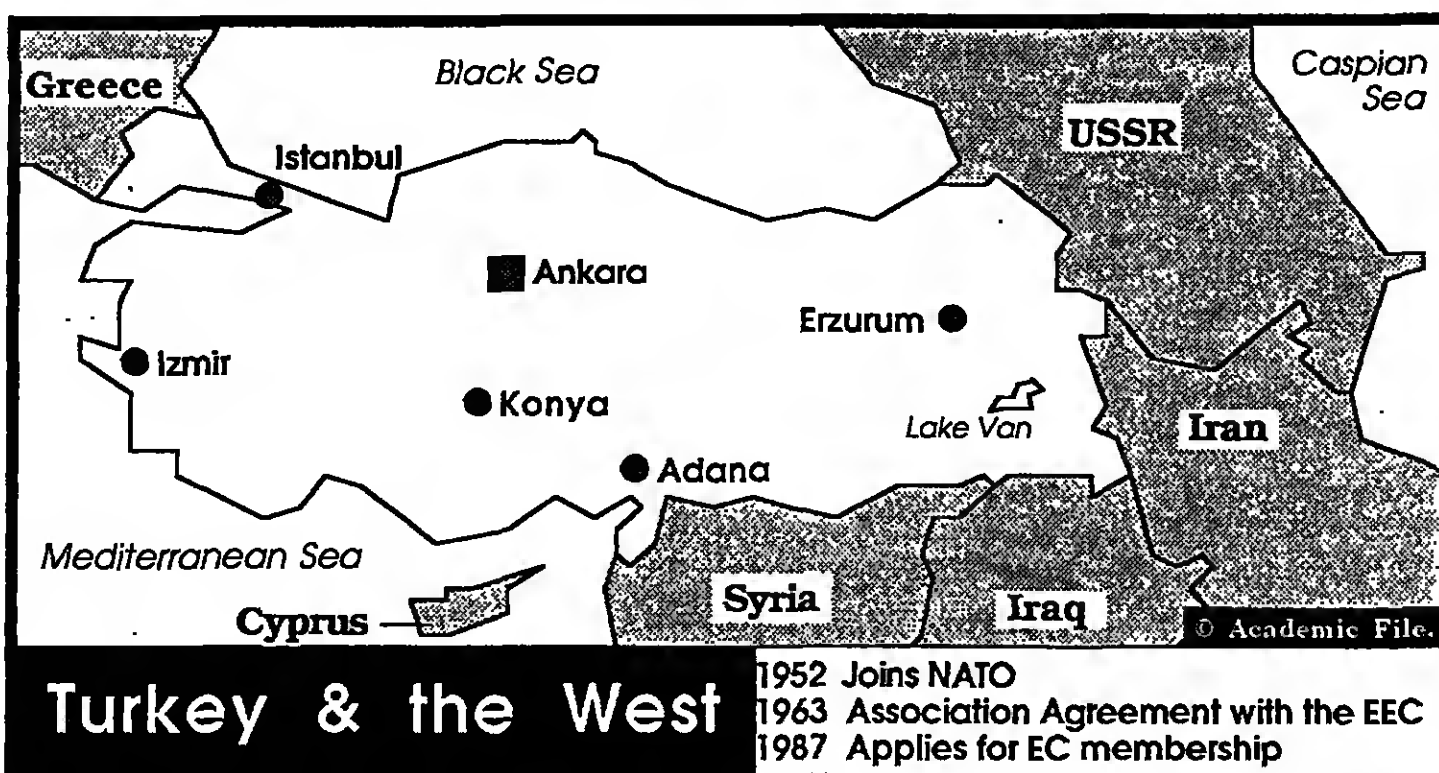 Greece
Black Sea
Caspian
Sea
USSR
Istanbul
Ankara
Erzurum
Izmir
Konya
Lake Van
Iran
Adana
Mediterranean Sea
Cyprus
Syria
Iraq
© Academic File.
Turkey & the West
1952 Joins NATO
1963 Association Agreement with the EEC
1987 Applies for EC membership